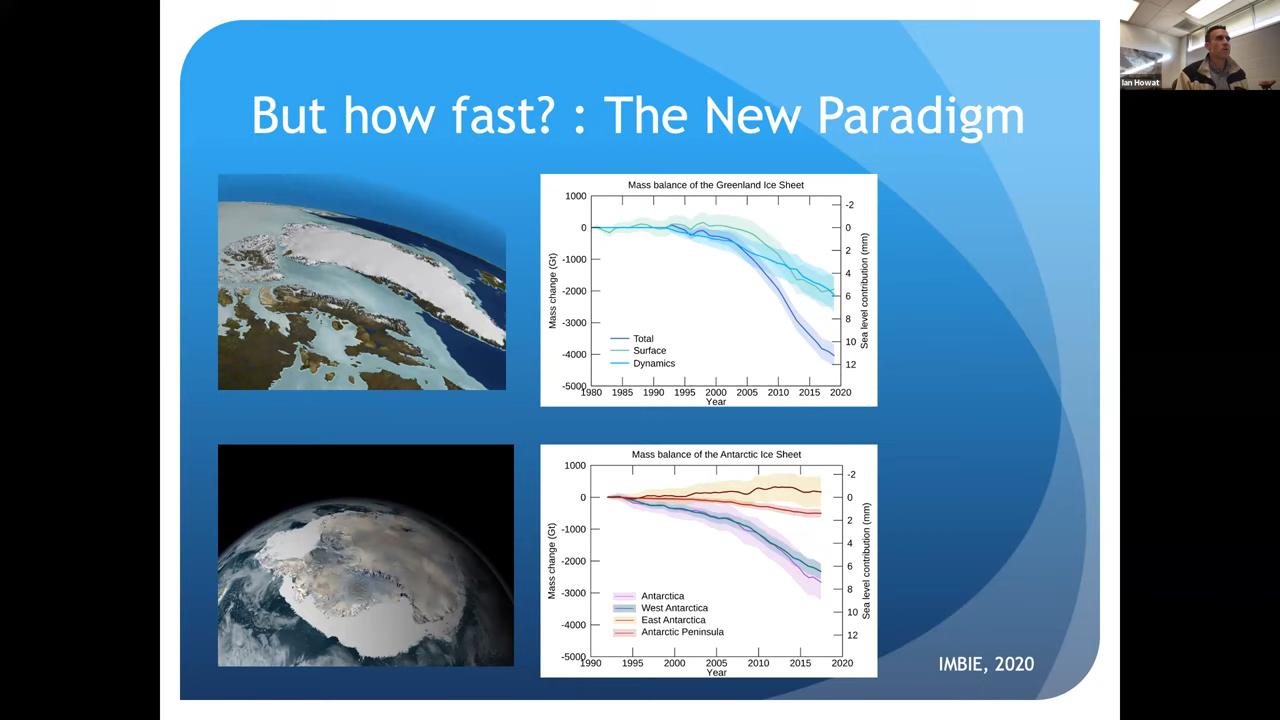 But how fast? : The New Paradigm
Ian Howat
Mass balance of the Greenland Ice Sheet
1000
0
-1000
-2000
-3000
-4000
-5000
Mass change (Gt)
-2
0
2
4
6
8
10
12
Sea level contribution (mm)
Total
Surface
Dynamics
1980 1985 1990 1995 2000 2005 2010 2015 2020
Year
Mass balance of the Antarctic Ice Sheet
1000
0
-1000
-2000
-3000
-4000
-5000
Mass change (Gt)
-2
0
2
4
6
8
10
12
Sea level contribution (mm)
Antarctica
West Antarctica
East Antarctica
Antarctic Peninsula
1990 1995 2000 2005 2010 2015 2020
Year
IMBIE, 2020